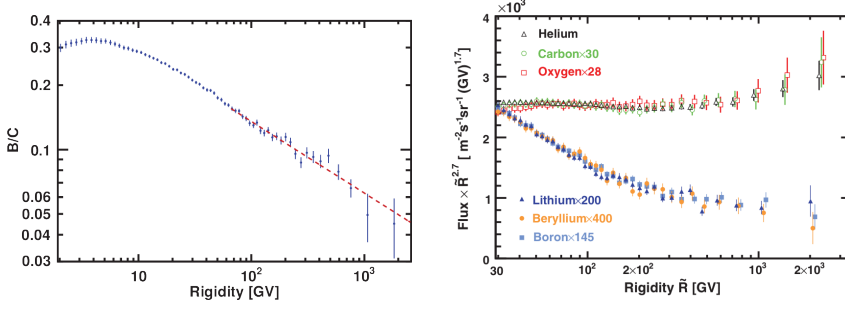 0.4
0.3
0.2
0.1
0.06
0.05
0.04
0.03
B/C
10
10²
10³
Rigidity [GV]
×10³
4
3
2
1
0
Flux × R̃^2.7 [ m⁻²s⁻¹sr⁻¹ (GV)^1.7]
Helium
Carbon×30
Oxygen×28
Lithium×200
Beryllium×400
Boron×145
30
10²
2×10²
10³
2×10³
Rigidity R̃ [GV]